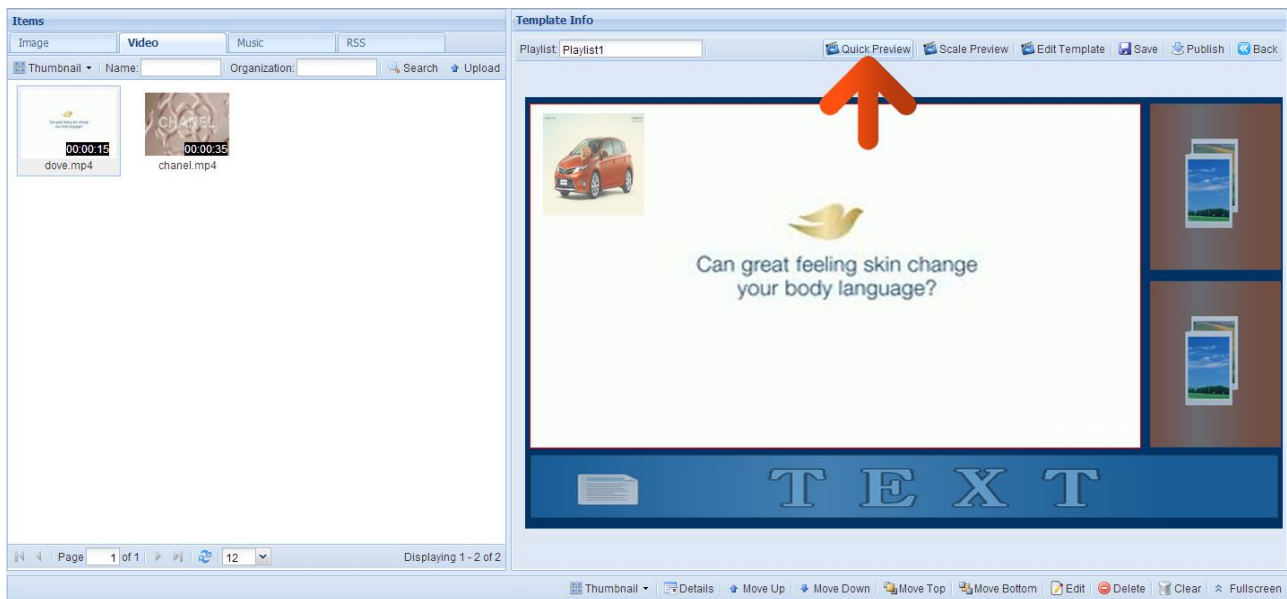 Items
Image Video Music RSS
Thumbnail Name: Organization: Search Upload
00:00:15
dove.mp4
CHANEL
00:00:35
chanel.mp4
Page 1 of 1 12 Displaying 1 - 2 of 2
Template Info
Playlist: Playlist1 Quick Preview Scale Preview Edit Template Save Publish Back
Can great feeling skin change
your body language?
TEXT
Thumbnail Details Move Up Move Down Move Top Move Bottom Edit Delete Clear Fullscreen